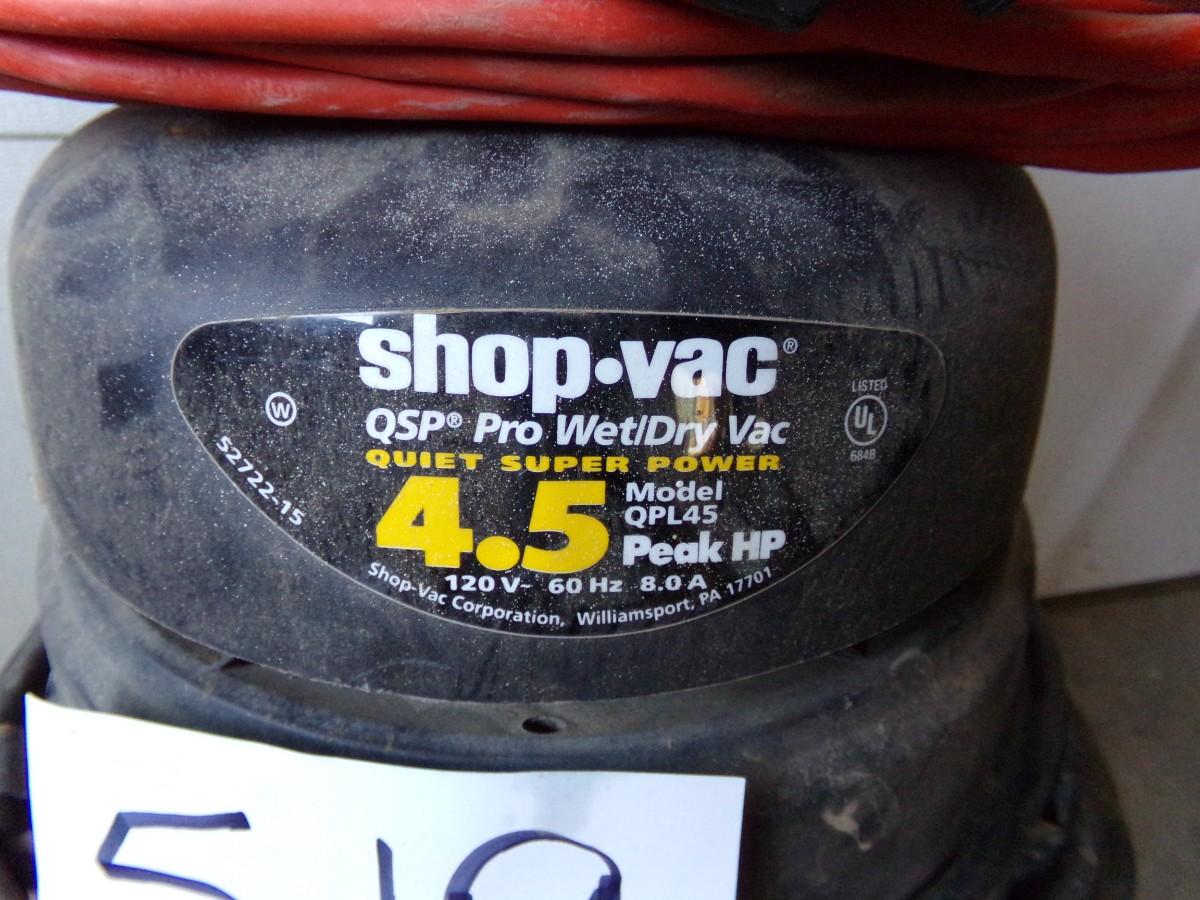 shop·vac®
QSP® Pro Wet/Dry Vac
QUIET SUPER POWER
4.5
Model
QPL45
Peak HP
120 V~ 60 Hz 8.0 A
Shop-Vac Corporation, Williamsport, PA 17701
W
52722-15
LISTED
UL
684B